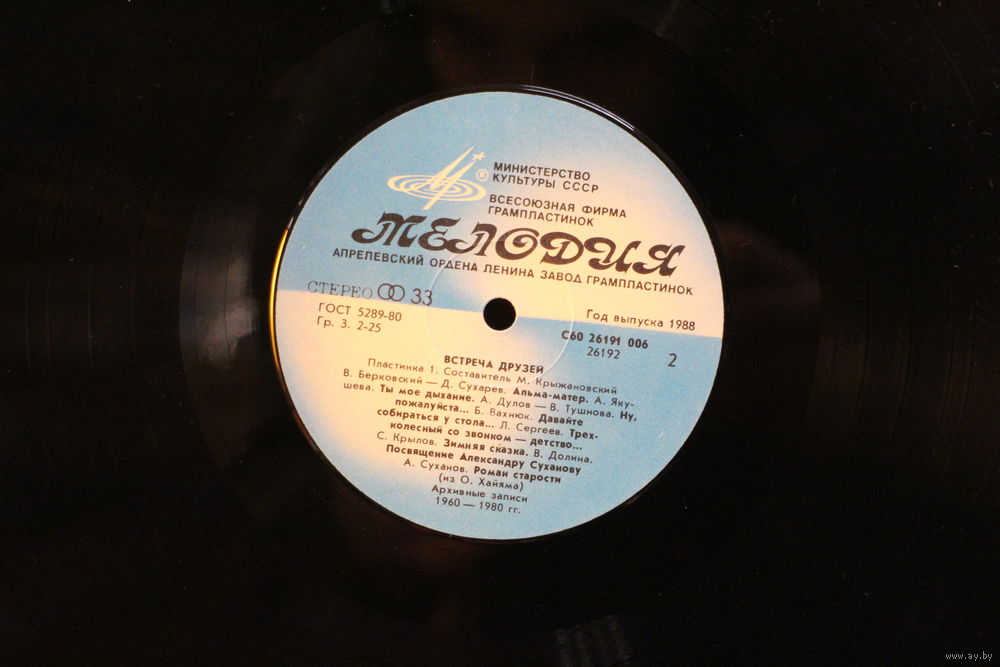 ®
МИНИСТЕРСТВО
КУЛЬТУРЫ СССР
ВСЕСОЮЗНАЯ ФИРМА
ГРАМПЛАСТИНОК
МЕЛОДИЯ
АПРЕЛЕВСКИЙ ОРДЕНА ЛЕНИНА ЗАВОД ГРАМПЛАСТИНОК
СТЕРЕО 33
ГОСТ 5289-80
Гр. 3. 2-25
Год выпуска 1988
С60 26191 006
26192
2
ВСТРЕЧА ДРУЗЕЙ
Пластинка 1. Составитель М. Крыжановский
В. Берковский — Д. Сухарев. Альма-матер. А. Яку-
шева. Ты мое дыхание. А. Дулов — В. Тушнова. Ну,
пожалуйста... Б. Вахнюк. Давайте
собираться у стола... Л. Сергеев. Трех-
колесный со звонком — детство...
С. Крылов. Зимняя сказка. В. Долина.
Посвящение Александру Суханову
А. Суханов. Роман старости
(из О. Хайяма)
Архивные записи
1960 — 1980 гг.
www.ay.by